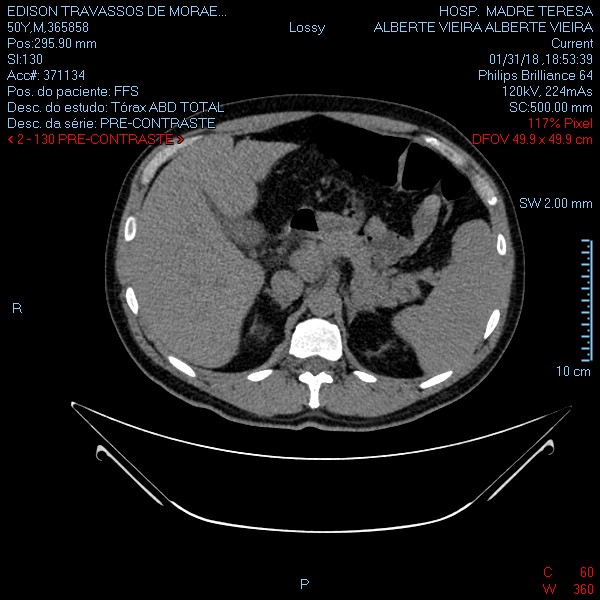 EDISON TRAVASSOS DE MORAE...
50Y,M,365858
Pos:295.90 mm
SI:130
Acc#: 371134
Pos. do paciente: FFS
Desc. do estudo: Tórax ABD TOTAL
Desc. da série: PRE-CONTRASTE
< 2 - 130 PRE-CONTRASTE >
Lossy
HOSP. MADRE TERESA
ALBERTE VIEIRA ALBERTE VIEIRA
Current
01/31/18 ,18:53:39
Philips Brilliance 64
120kV, 224mAs
SC:500.00 mm
117% Pixel
DFOV 49.9 x 49.9 cm
SW 2.00 mm
R
10 cm
P
C 60
W 360